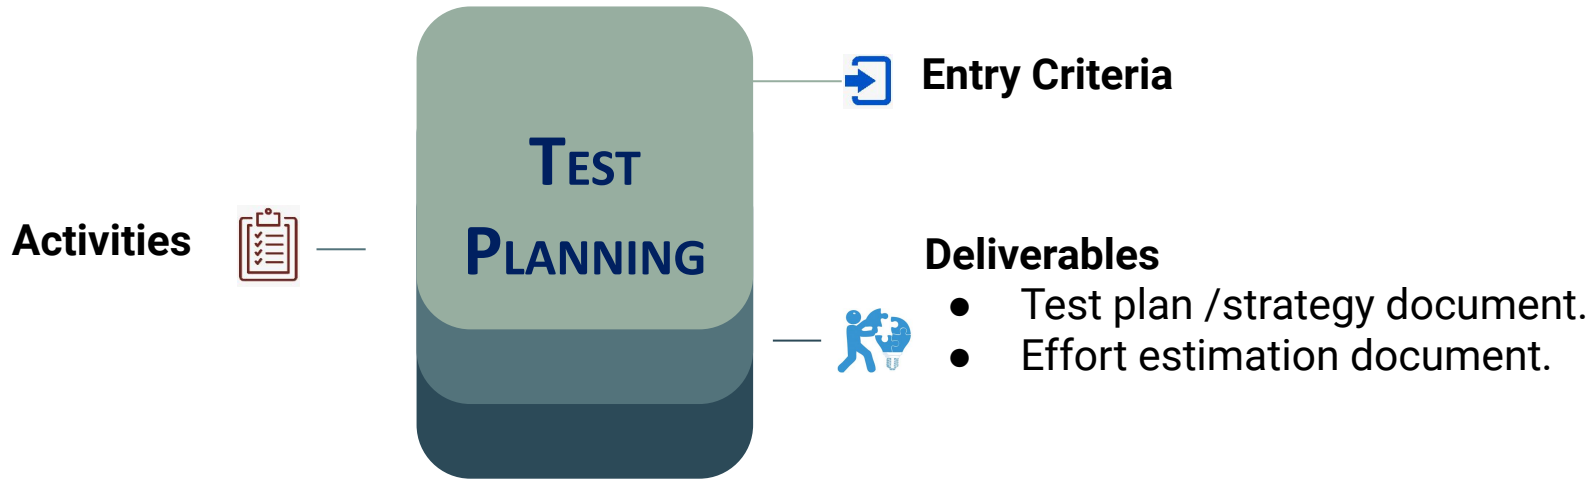 Entry Criteria
TEST
PLANNING
Activities
Deliverables
● Test plan /strategy document.
● Effort estimation document.